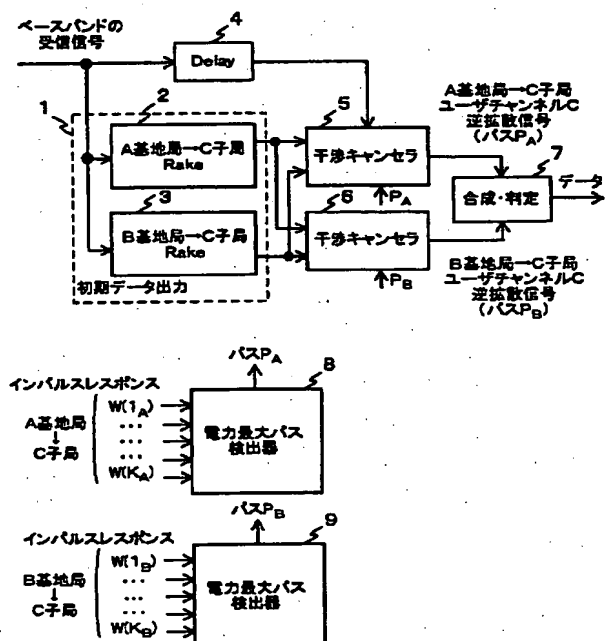 ベースバンドの
受信信号
4
Delay
1
2
A基地局→C子局
Rake
3
B基地局→C子局
Rake
初期データ出力
5
干渉キャンセラ
PA
6
干渉キャンセラ
PB
A基地局→C子局
ユーザチャンネルC
逆拡散信号
(パスPA)
7
合成・判定
データ
B基地局→C子局
ユーザチャンネルC
逆拡散信号
(パスPB)
パスPA
8
インパルスレスポンス
A基地局
↓
C子局
W(1A)
...
...
...
W(KA)
電力最大パス
検出器
パスPB
9
インパルスレスポンス
B基地局
↓
C子局
W(1B)
...
...
...
W(KB)
電力最大パス
検出器